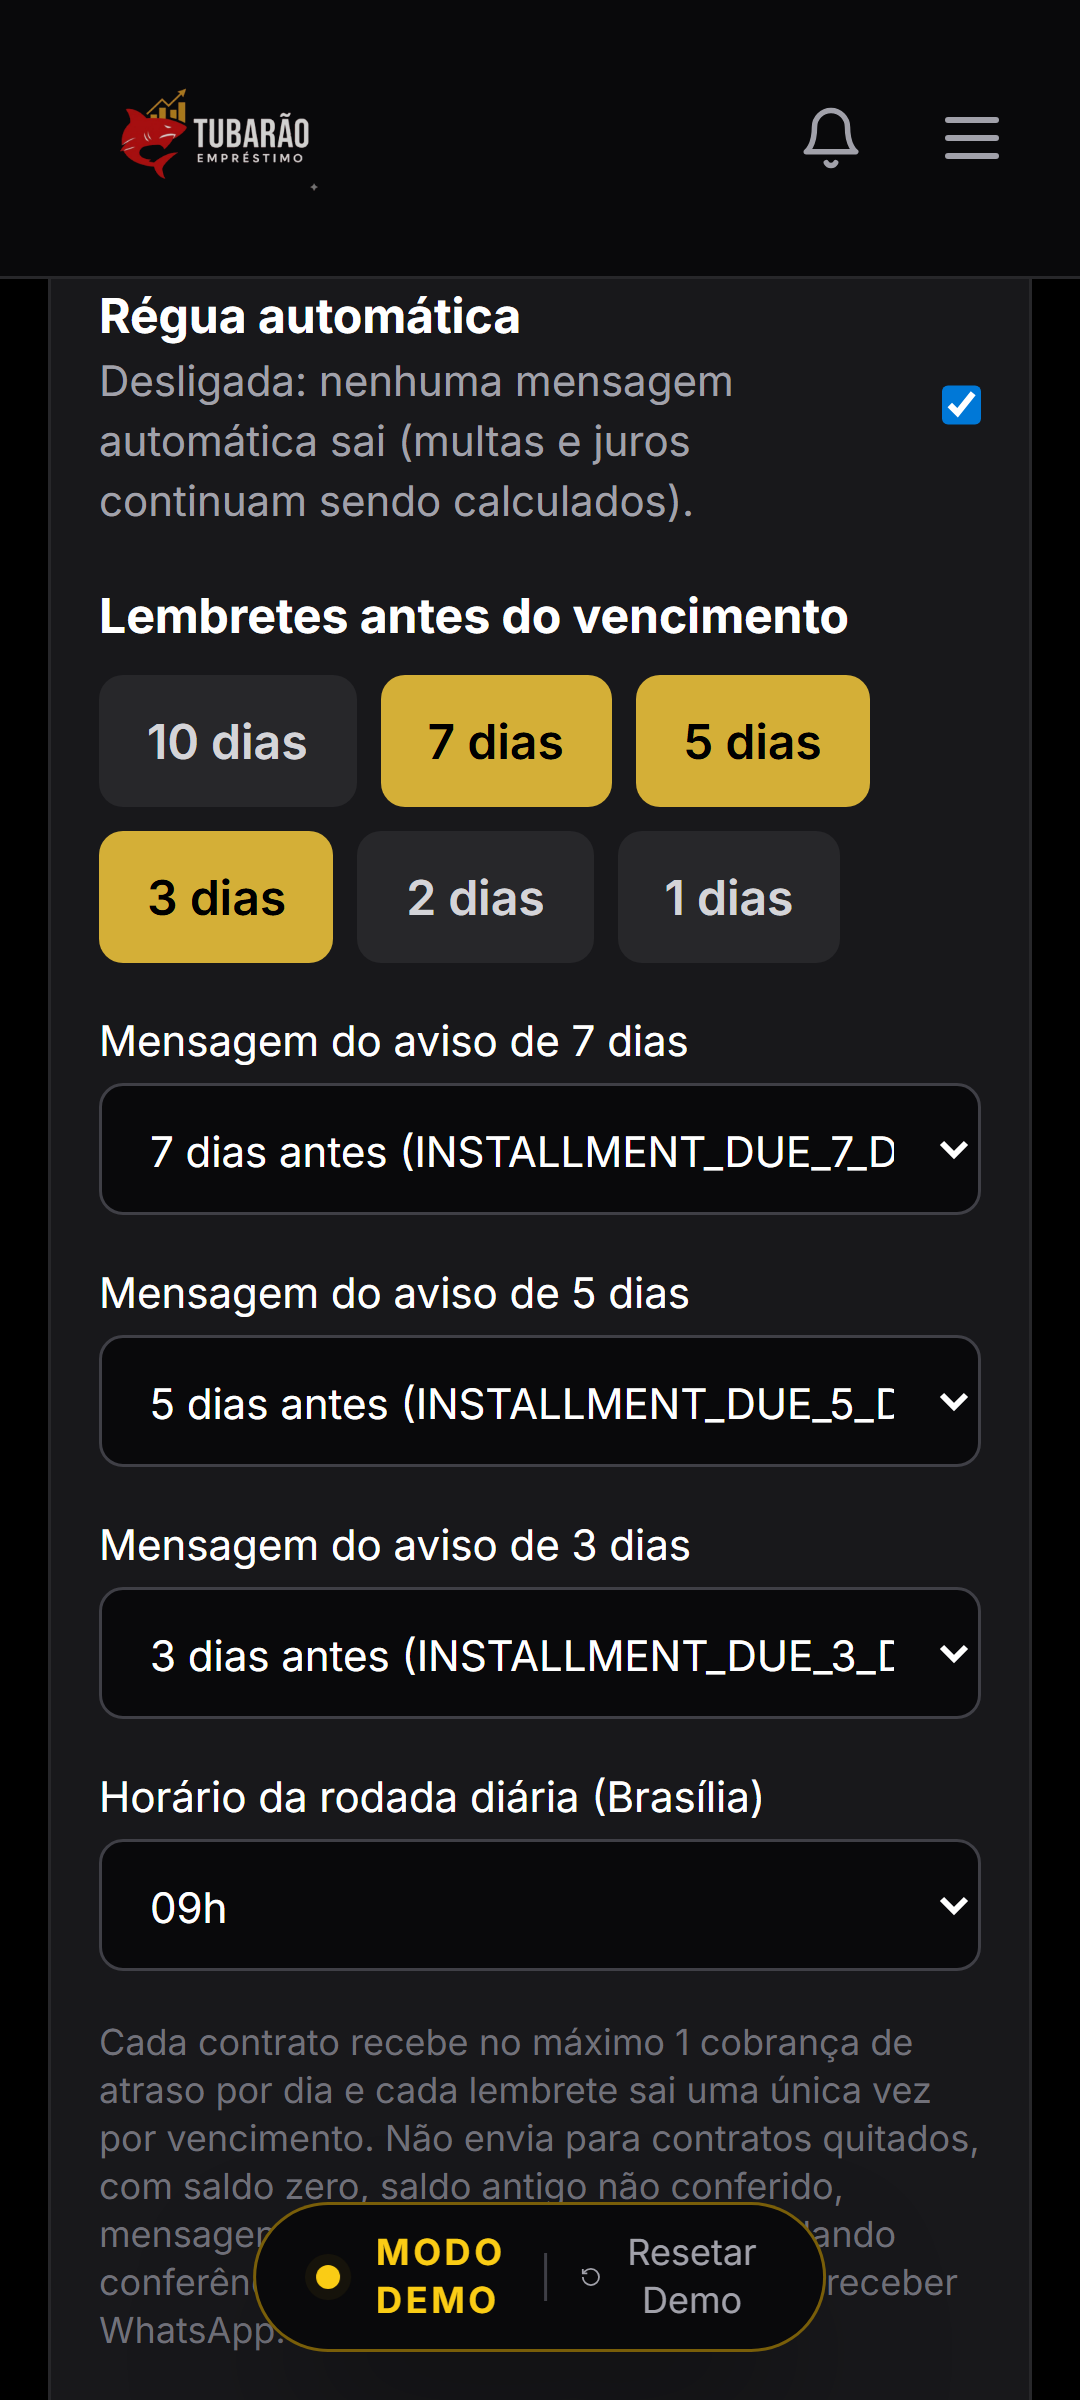 TUBARÃO
EMPRÉSTIMO
Régua automática
Desligada: nenhuma mensagem
automática sai (multas e juros
continuam sendo calculados).
Lembretes antes do vencimento
10 dias
7 dias
5 dias
3 dias
2 dias
1 dias
Mensagem do aviso de 7 dias
7 dias antes (INSTALLMENT_DUE_7_D
Mensagem do aviso de 5 dias
5 dias antes (INSTALLMENT_DUE_5_D
Mensagem do aviso de 3 dias
3 dias antes (INSTALLMENT_DUE_3_D
Horário da rodada diária (Brasília)
09h
Cada contrato recebe no máximo 1 cobrança de
atraso por dia e cada lembrete sai uma única vez
por vencimento. Não envia para contratos quitados,
com saldo zero, saldo antigo não conferido,
receber
WhatsApp.
MODO
DEMO
Resetar
Demo